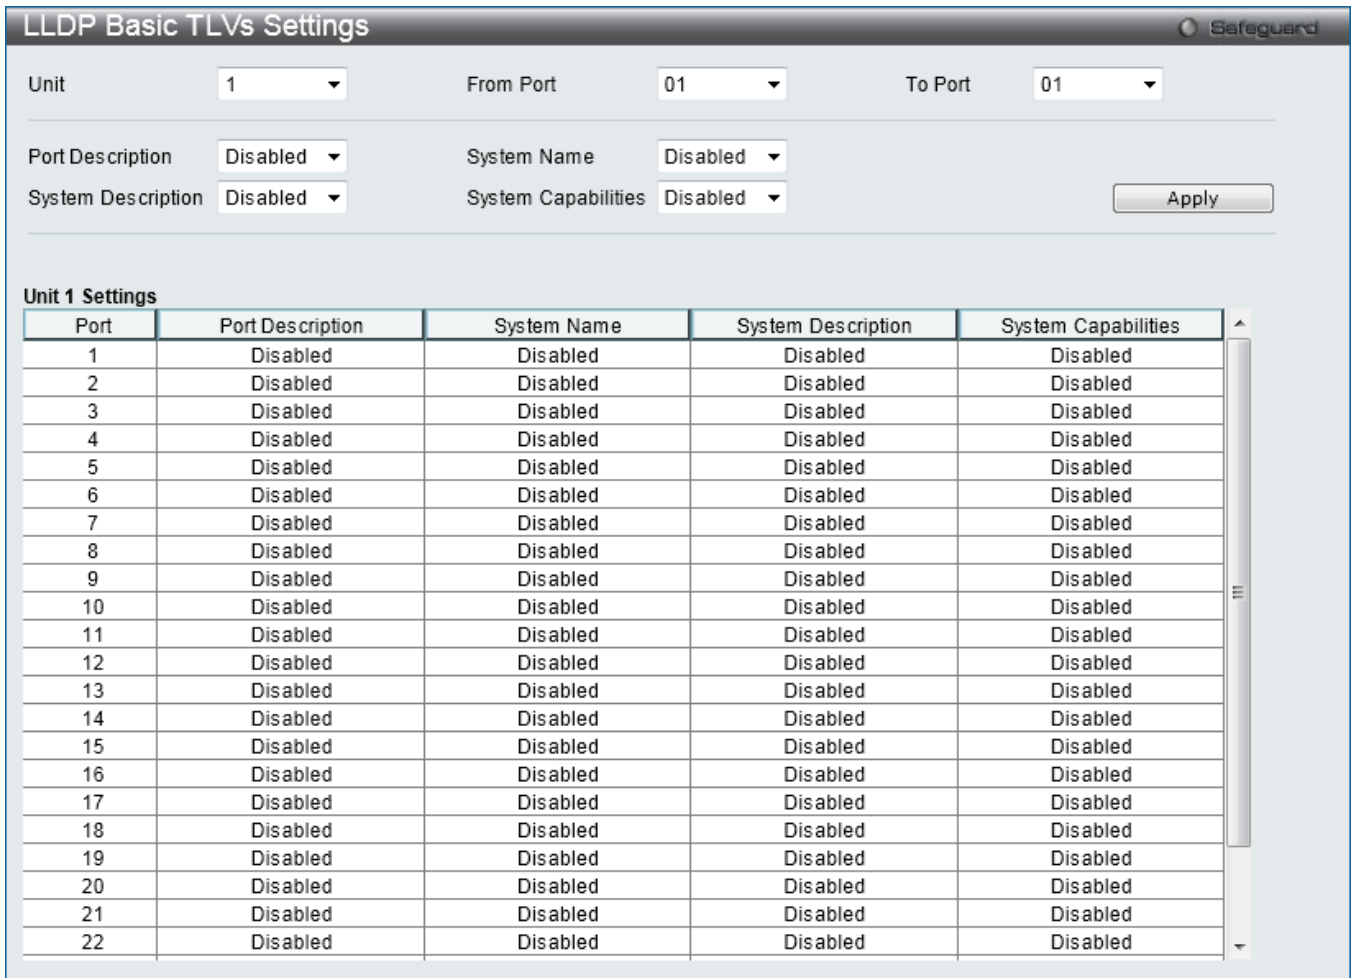 LLDP Basic TLVs Settings Safeguard
Unit 1 From Port 01 To Port 01
Port Description Disabled System Name Disabled
System Description Disabled System Capabilities Disabled Apply
Unit 1 Settings
Port Port Description System Name System Description System Capabilities
1 Disabled Disabled Disabled Disabled
2 Disabled Disabled Disabled Disabled
3 Disabled Disabled Disabled Disabled
4 Disabled Disabled Disabled Disabled
5 Disabled Disabled Disabled Disabled
6 Disabled Disabled Disabled Disabled
7 Disabled Disabled Disabled Disabled
8 Disabled Disabled Disabled Disabled
9 Disabled Disabled Disabled Disabled
10 Disabled Disabled Disabled Disabled
11 Disabled Disabled Disabled Disabled
12 Disabled Disabled Disabled Disabled
13 Disabled Disabled Disabled Disabled
14 Disabled Disabled Disabled Disabled
15 Disabled Disabled Disabled Disabled
16 Disabled Disabled Disabled Disabled
17 Disabled Disabled Disabled Disabled
18 Disabled Disabled Disabled Disabled
19 Disabled Disabled Disabled Disabled
20 Disabled Disabled Disabled Disabled
21 Disabled Disabled Disabled Disabled
22 Disabled Disabled Disabled Disabled